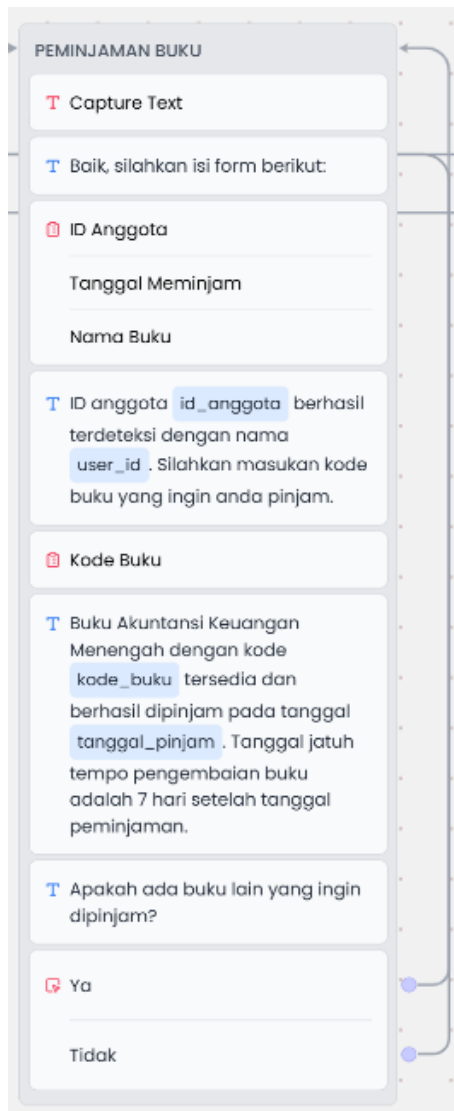 PEMINJAMAN BUKU
Capture Text
Baik, silahkan isi form berikut:
ID Anggota
Tanggal Meminjam
Nama Buku
ID anggota id_anggota berhasil
terdeteksi dengan nama
user_id . Silahkan masukan kode
buku yang ingin anda pinjam.
Kode Buku
Buku Akuntansi Keuangan
Menengah dengan kode
kode_buku tersedia dan
berhasil dipinjam pada tanggal
tanggal_pinjam . Tanggal jatuh
tempo pengembaian buku
adalah 7 hari setelah tanggal
peminjaman.
Apakah ada buku lain yang ingin
dipinjam?
Ya
Tidak